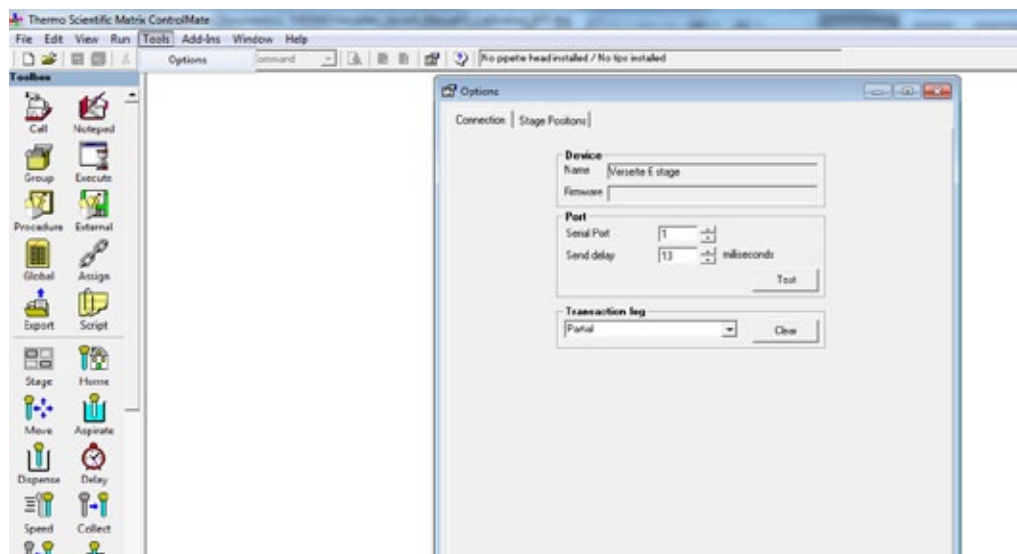 Thermo Scientific Matrix ControlMate
File Edit View Run Tools Add-Ins Window Help
Options
Command
No pipette head installed / No tips installed
Toolbox
Call Notepad
Group Execute
Procedure External
Global Assign
Export Script
Stage Home
Move Aspirate
Dispense Delay
Speed Collect
Options
Connection Stage Positions
Device
Name Versette 6 stage
Firmware
Port
Serial Port 1
Send delay 13 miliseconds
Test
Transaction log
Partial Clear